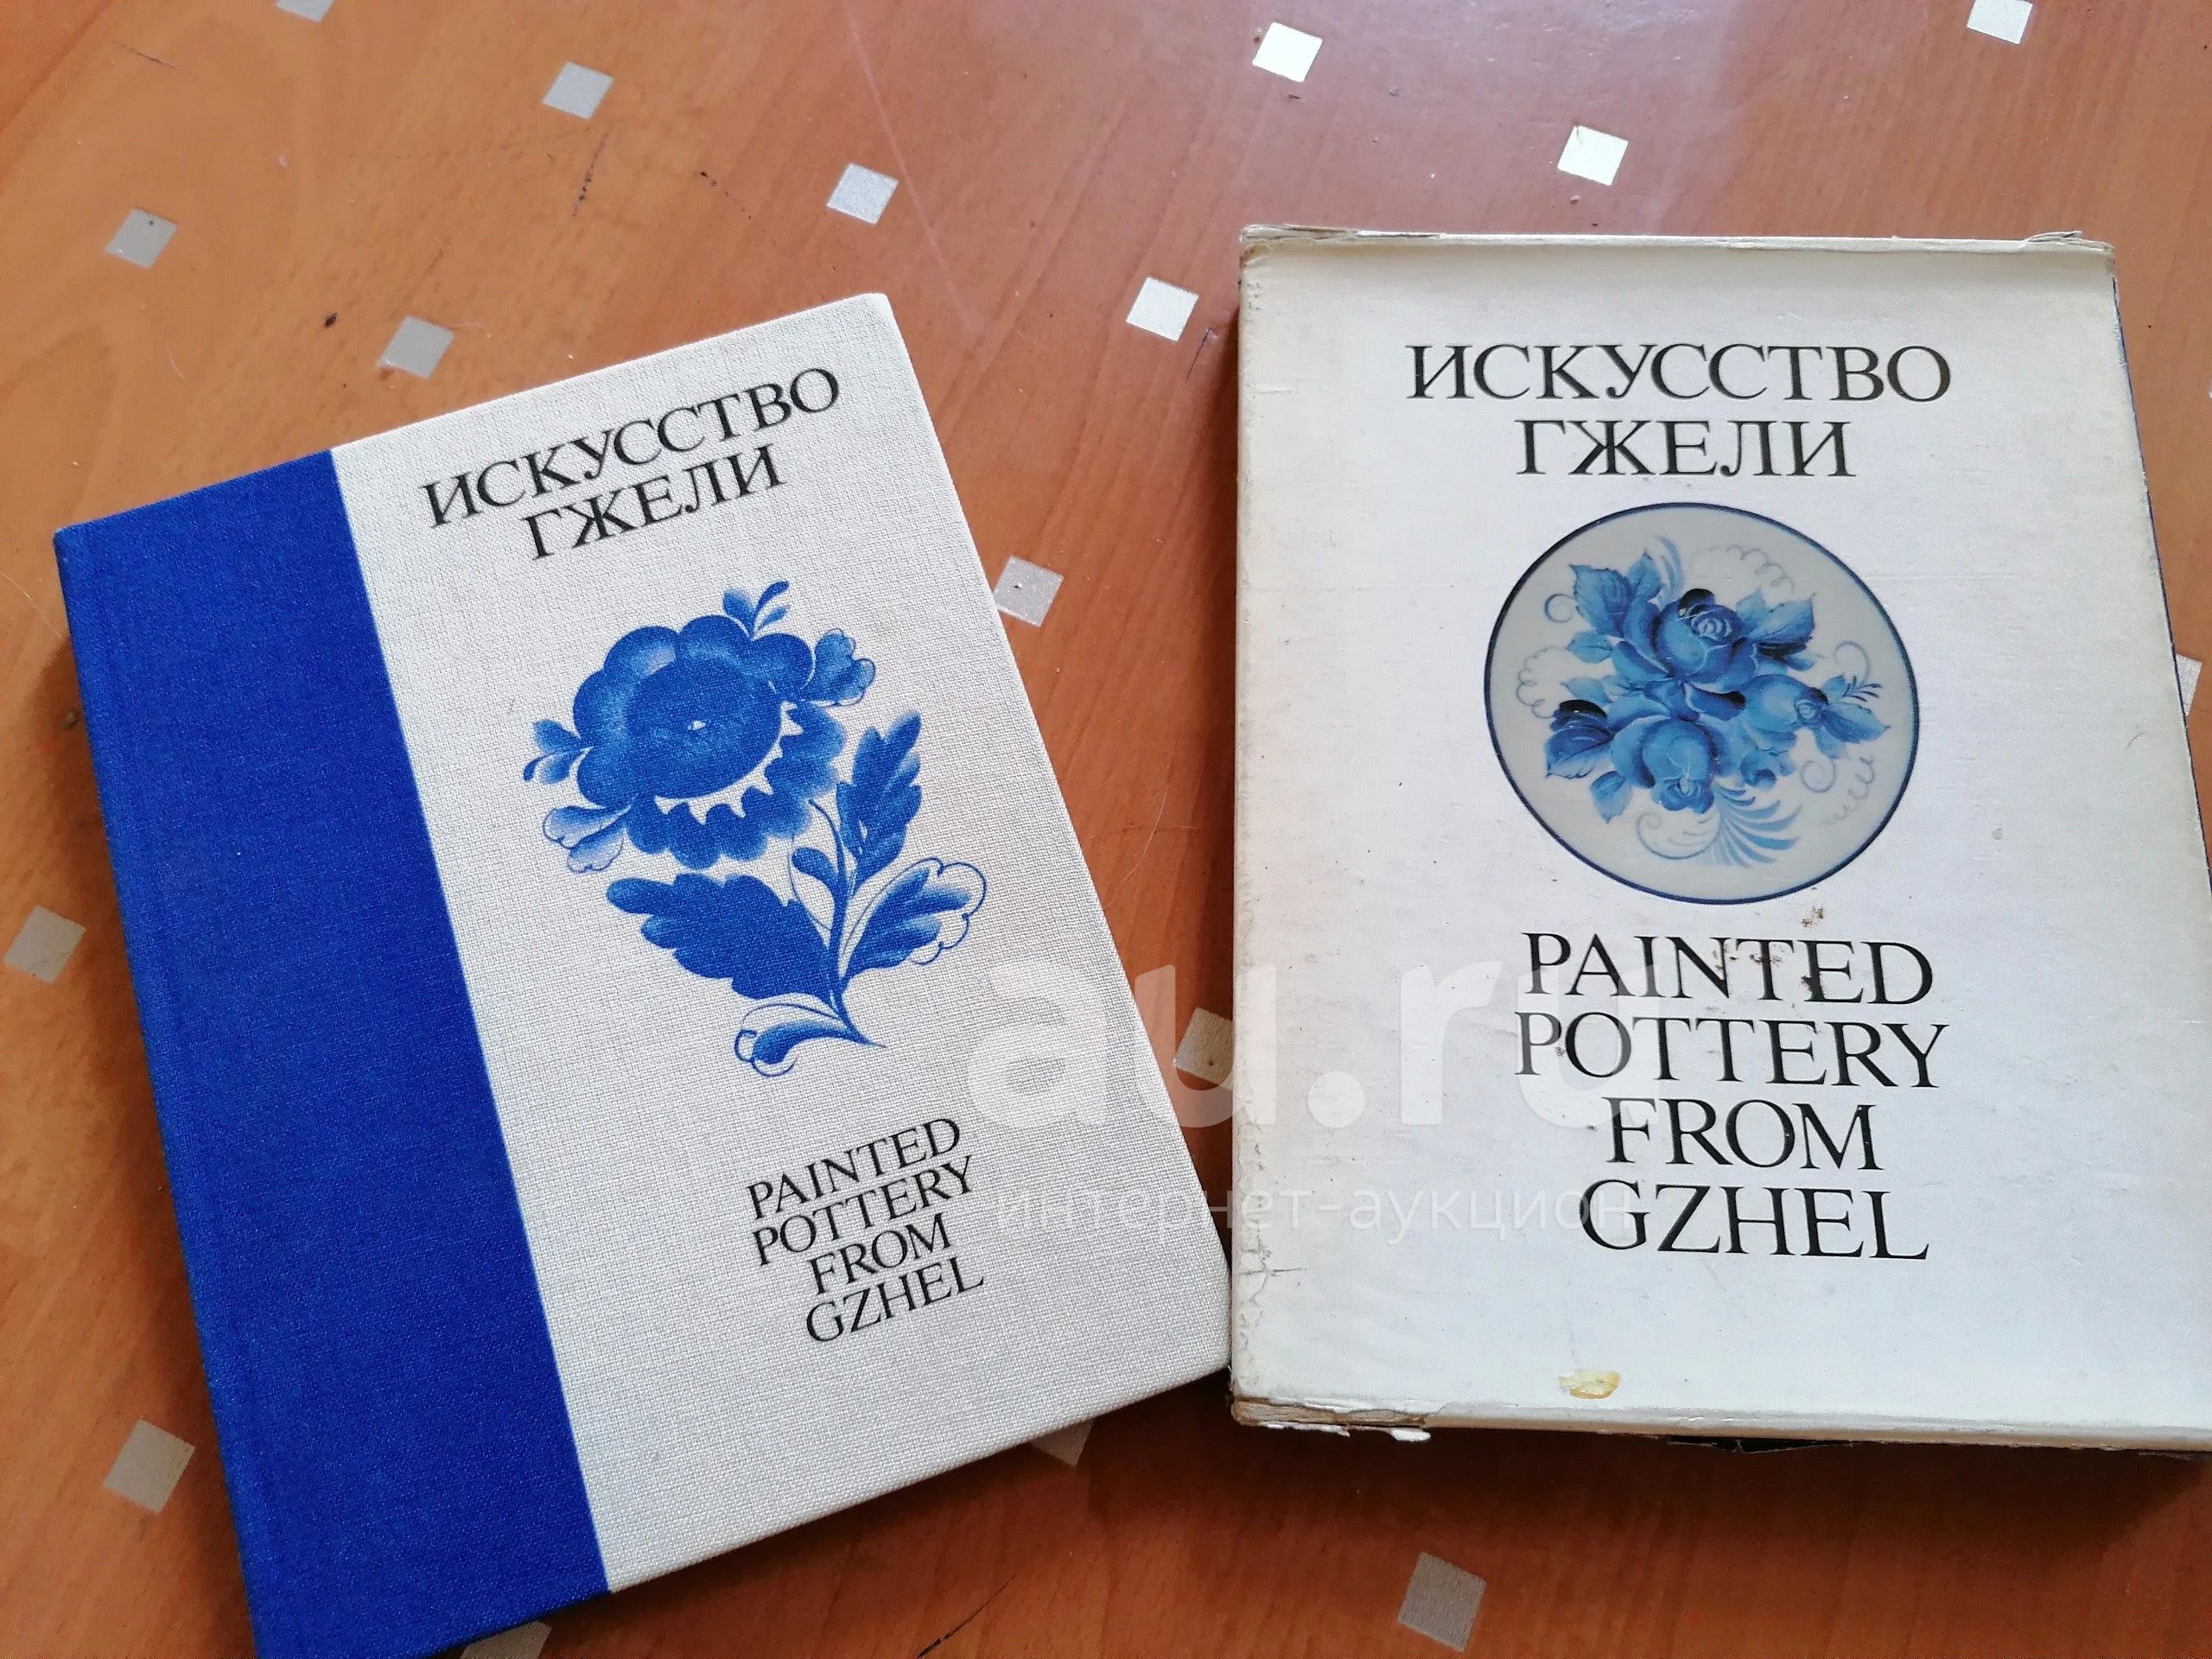 ИСКУССТВО
ГЖЕЛИ
PAINTED
POTTERY
FROM
GZHEL
ИСКУССТВО
ГЖЕЛИ
PAINTED
POTTERY
FROM
GZHEL
au.ru
интернет-аукцион